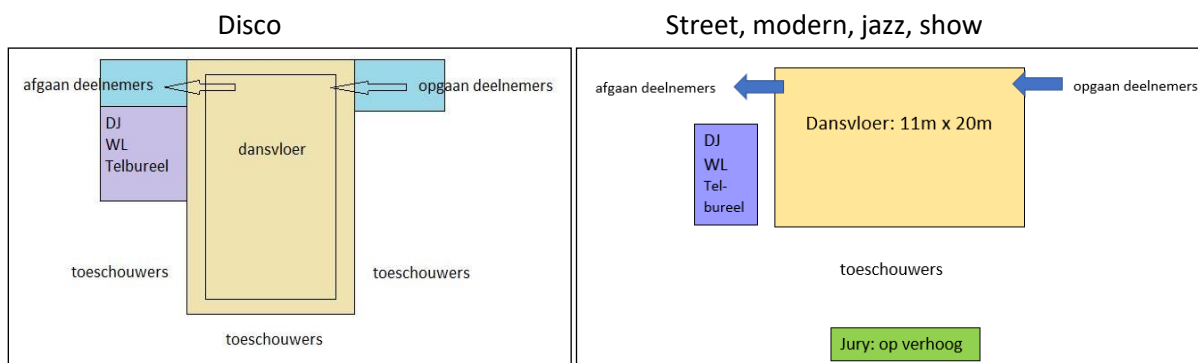 Disco
afgaan deelnemers
opgaan deelnemers
DJ
WL
Telbureel
dansvloer
toeschouwers
toeschouwers
toeschouwers
Street, modern, jazz, show
afgaan deelnemers
opgaan deelnemers
Dansvloer: 11m x 20m
DJ
WL
Tel-
bureel
toeschouwers
Jury: op verhoog